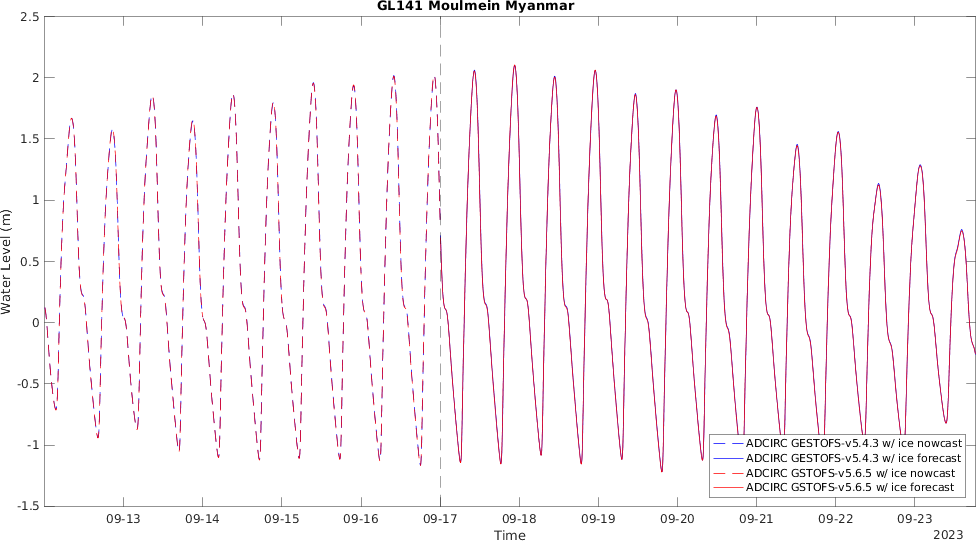 GL141 Moulmein Myanmar
2.5
2
1.5
1
0.5
0
-0.5
-1
-1.5
Water Level (m)
ADCIRC GESTOFS-v5.4.3 w/ ice nowcast
ADCIRC GESTOFS-v5.4.3 w/ ice forecast
ADCIRC GSTOFS-v5.6.5 w/ ice nowcast
ADCIRC GSTOFS-v5.6.5 w/ ice forecast
09-13 09-14 09-15 09-16 09-17 09-18 09-19 09-20 09-21 09-22 09-23
Time
2023